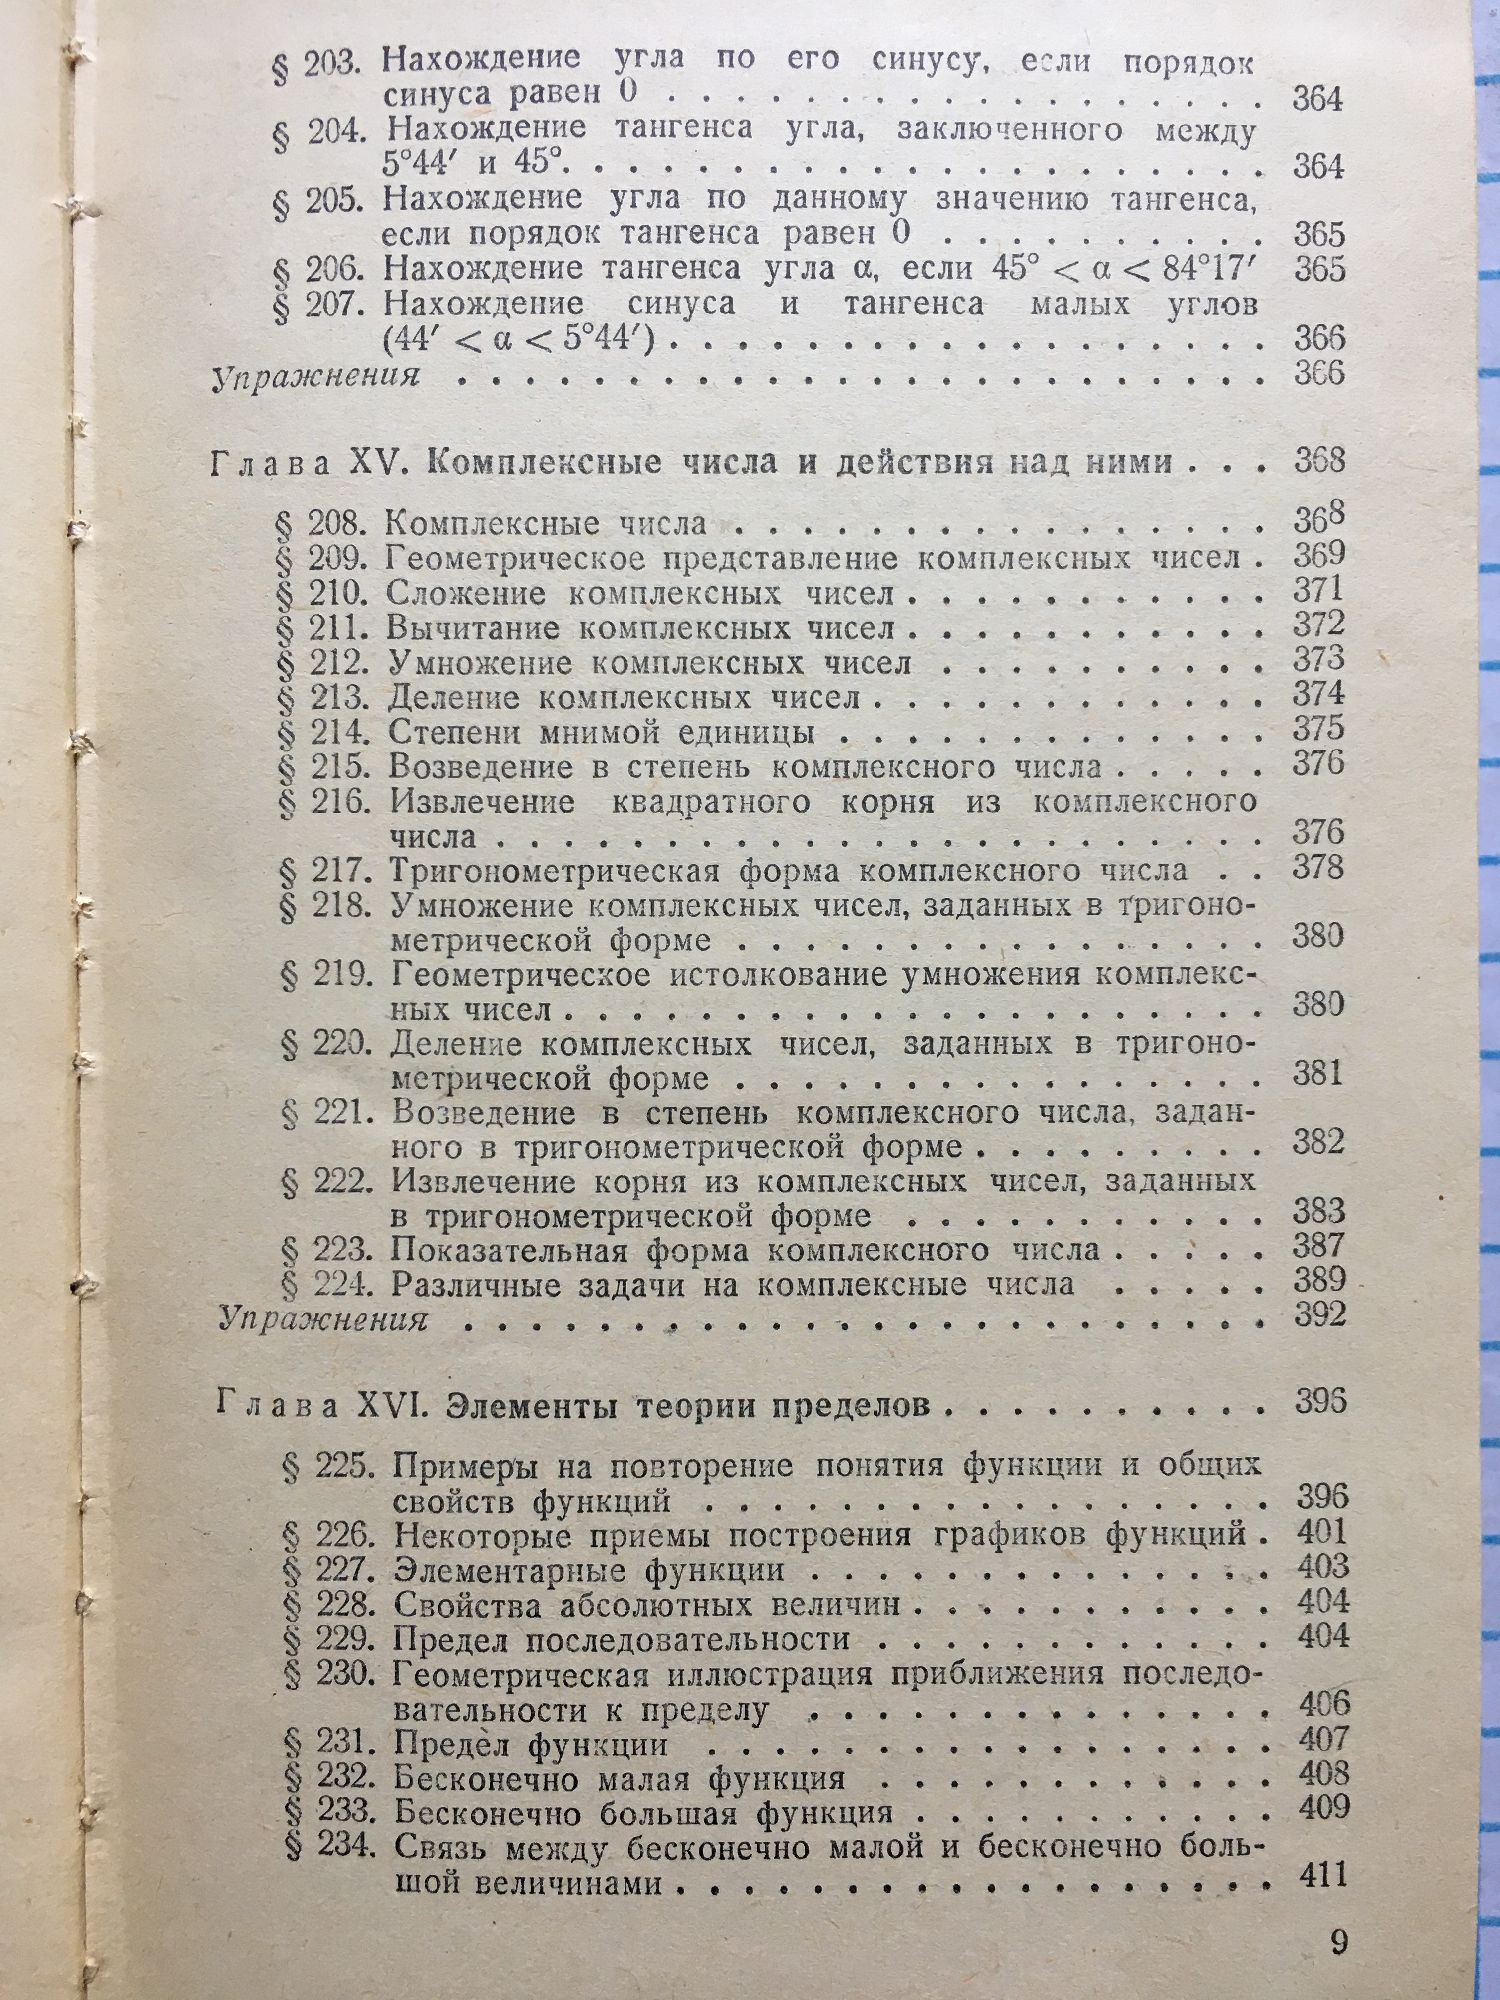 § 203. Нахождение угла по его синусу, если порядок
синуса равен 0 . . . . . . . . . . . . . . . . . . 364
§ 204. Нахождение тангенса угла, заключенного между
5°44′ и 45°. . . . . . . . . . . . . . . . . . . . 364
§ 205. Нахождение угла по данному значению тангенса,
если порядок тангенса равен 0 . . . . . . . . . . 365
§ 206. Нахождение тангенса угла α, если 45° < α < 84°17′ 365
§ 207. Нахождение синуса и тангенса малых углов
(44′ < α < 5°44′) . . . . . . . . . . . . . . . . . . 366
Упражнения . . . . . . . . . . . . . . . . . . . . . . . . 366
Глава XV. Комплексные числа и действия над ними . . . 368
§ 208. Комплексные числа . . . . . . . . . . . . . . . . 368
§ 209. Геометрическое представление комплексных чисел . 369
§ 210. Сложение комплексных чисел . . . . . . . . . . . 371
§ 211. Вычитание комплексных чисел . . . . . . . . . . . 372
§ 212. Умножение комплексных чисел . . . . . . . . . . 373
§ 213. Деление комплексных чисел . . . . . . . . . . . . 374
§ 214. Степени мнимой единицы . . . . . . . . . . . . . 375
§ 215. Возведение в степень комплексного числа . . . . . 376
§ 216. Извлечение квадратного корня из комплексного
числа . . . . . . . . . . . . . . . . . . . . . . . 376
§ 217. Тригонометрическая форма комплексного числа . . 378
§ 218. Умножение комплексных чисел, заданных в тригоно-
метрической форме . . . . . . . . . . . . . . . . 380
§ 219. Геометрическое истолкование умножения комплекс-
ных чисел . . . . . . . . . . . . . . . . . . . . . 380
§ 220. Деление комплексных чисел, заданных в тригоно-
метрической форме . . . . . . . . . . . . . . . . 381
§ 221. Возведение в степень комплексного числа, задан-
ного в тригонометрической форме . . . . . . . . . 382
§ 222. Извлечение корня из комплексных чисел, заданных
в тригонометрической форме . . . . . . . . . . . 383
§ 223. Показательная форма комплексного числа . . . . . 387
§ 224. Различные задачи на комплексные числа . . . . . 389
Упражнения . . . . . . . . . . . . . . . . . . . . . . . . 392
Глава XVI. Элементы теории пределов . . . . . . . . . . 396
§ 225. Примеры на повторение понятия функции и общих
свойств функций . . . . . . . . . . . . . . . . . 396
§ 226. Некоторые приемы построения графиков функций . 401
§ 227. Элементарные функции . . . . . . . . . . . . . . 403
§ 228. Свойства абсолютных величин . . . . . . . . . . . 404
§ 229. Предел последовательности . . . . . . . . . . . . 404
§ 230. Геометрическая иллюстрация приближения последо-
вательности к пределу . . . . . . . . . . . . . . 406
§ 231. Предел функции . . . . . . . . . . . . . . . . . 407
§ 232. Бесконечно малая функция . . . . . . . . . . . . 408
§ 233. Бесконечно большая функция . . . . . . . . . . . 409
§ 234. Связь между бесконечно малой и бесконечно боль-
шой величинами . . . . . . . . . . . . . . . . . . 411
9